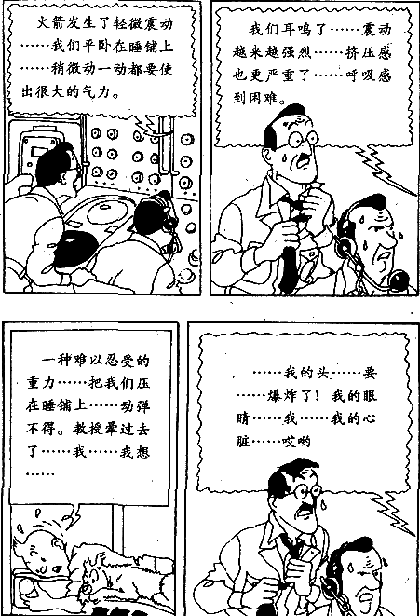 火箭发生了轻微震动
……我们平卧在睡铺上
……稍微动一动都要使
出很大的气力。
我们耳鸣了……震动
越来越强烈……挤压感
也更严重了……呼吸感
到困难。
一种难以忍受的
重力……把我们压
在睡铺上……动弹
不得。教授晕过去
了……我……我想
……
……我的头……要
……爆炸了！我的眼
睛……我……我的心
脏……哎哟